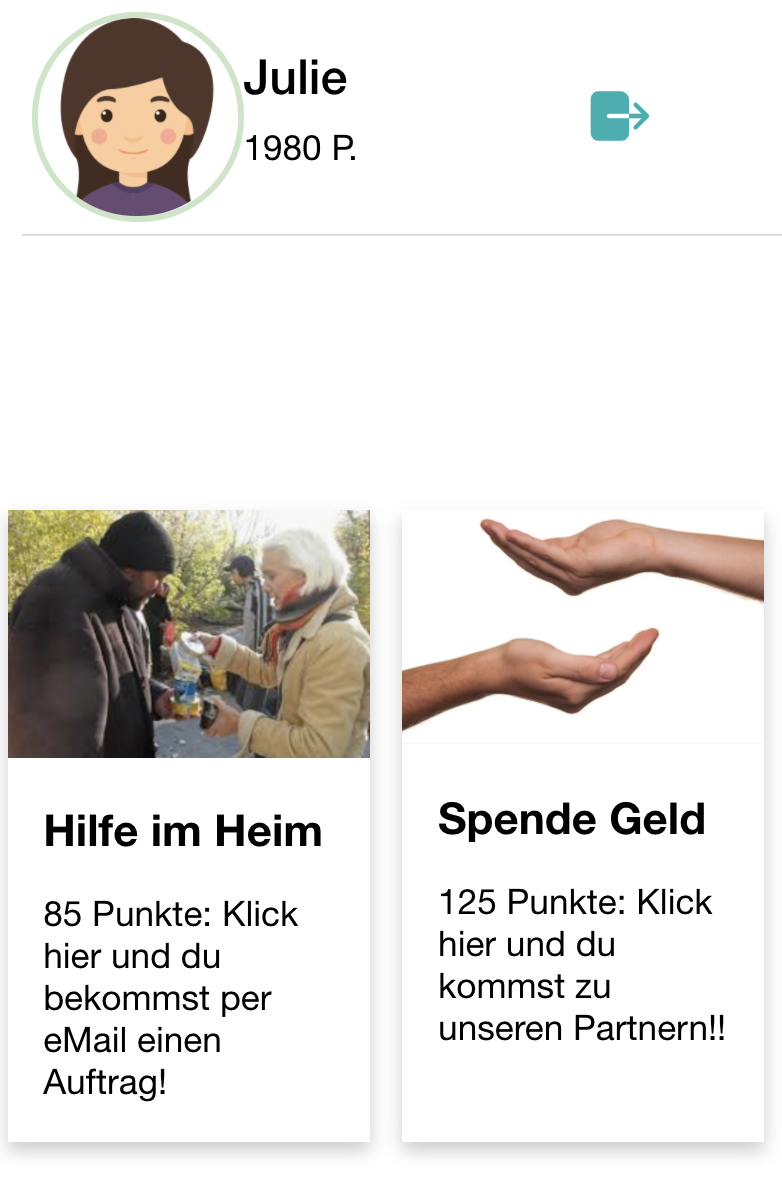 Julie
1980 P.
Hilfe im Heim
85 Punkte: Klick
hier und du
bekommst per
eMail einen
Auftrag!
Spende Geld
125 Punkte: Klick
hier und du
kommst zu
unseren Partnern!!